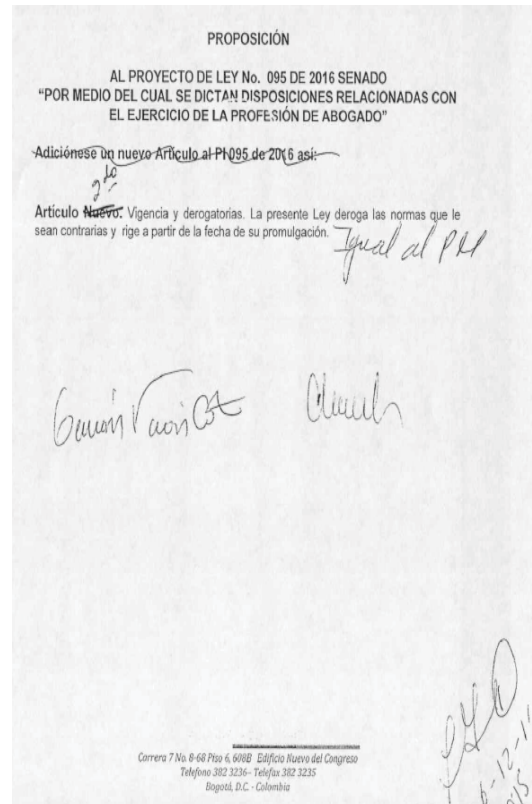 PROPOSICIÓN
AL PROYECTO DE LEY No. 095 DE 2016 SENADO
“POR MEDIO DEL CUAL SE DICTAN DISPOSICIONES RELACIONADAS CON
EL EJERCICIO DE LA PROFESIÓN DE ABOGADO”
Adiciónese un nuevo Artículo al Pl 095 de 2016 así:
2do
Artículo Nuevo. Vigencia y derogatorias. La presente Ley deroga las normas que le
sean contrarias y rige a partir de la fecha de su promulgación.
Igual al
Germán Varón
Carrera 7 No. 8-68 Piso 6, 608B Edificio Nuevo del Congreso
Telefono 382 3236– Telefax 382 3235
Bogotá, D.C. - Colombia